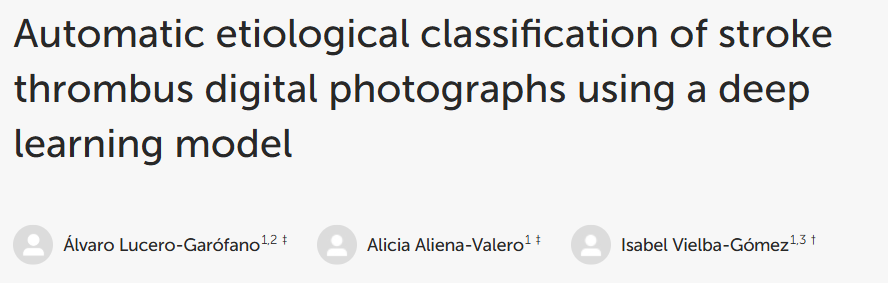 Automatic etiological classification of stroke
thrombus digital photographs using a deep
learning model
Álvaro Lucero-Garófano1,2 ‡ Alicia Aliena-Valero1 ‡ Isabel Vielba-Gómez1,3 †